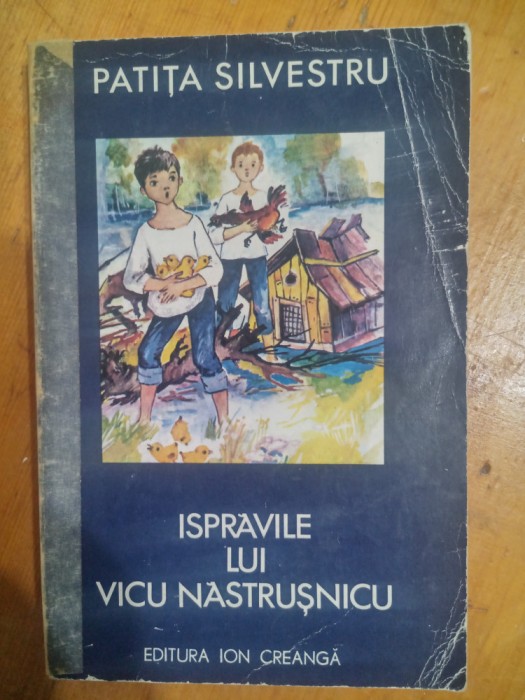 PATIȚA SILVESTRU
ISPRĂVILE
LUI
VICU NĂSTRUȘNICU
EDITURA ION CREANGĂ